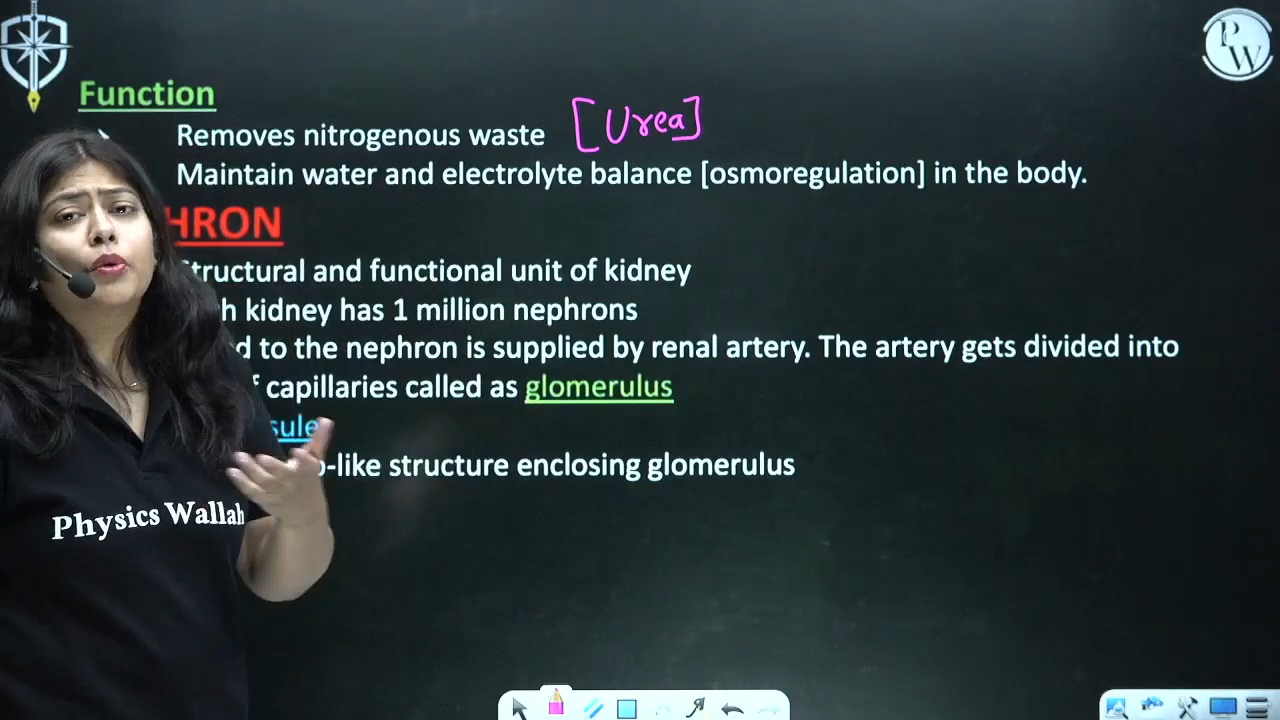 PW
Function
Removes nitrogenous waste [Urea]
Maintain water and electrolyte balance [osmoregulation] in the body.
HRON
Structural and functional unit of kidney
h kidney has 1 million nephrons
d to the nephron is supplied by renal artery. The artery gets divided into
f capillaries called as glomerulus
sule
-like structure enclosing glomerulus
Physics Wallah